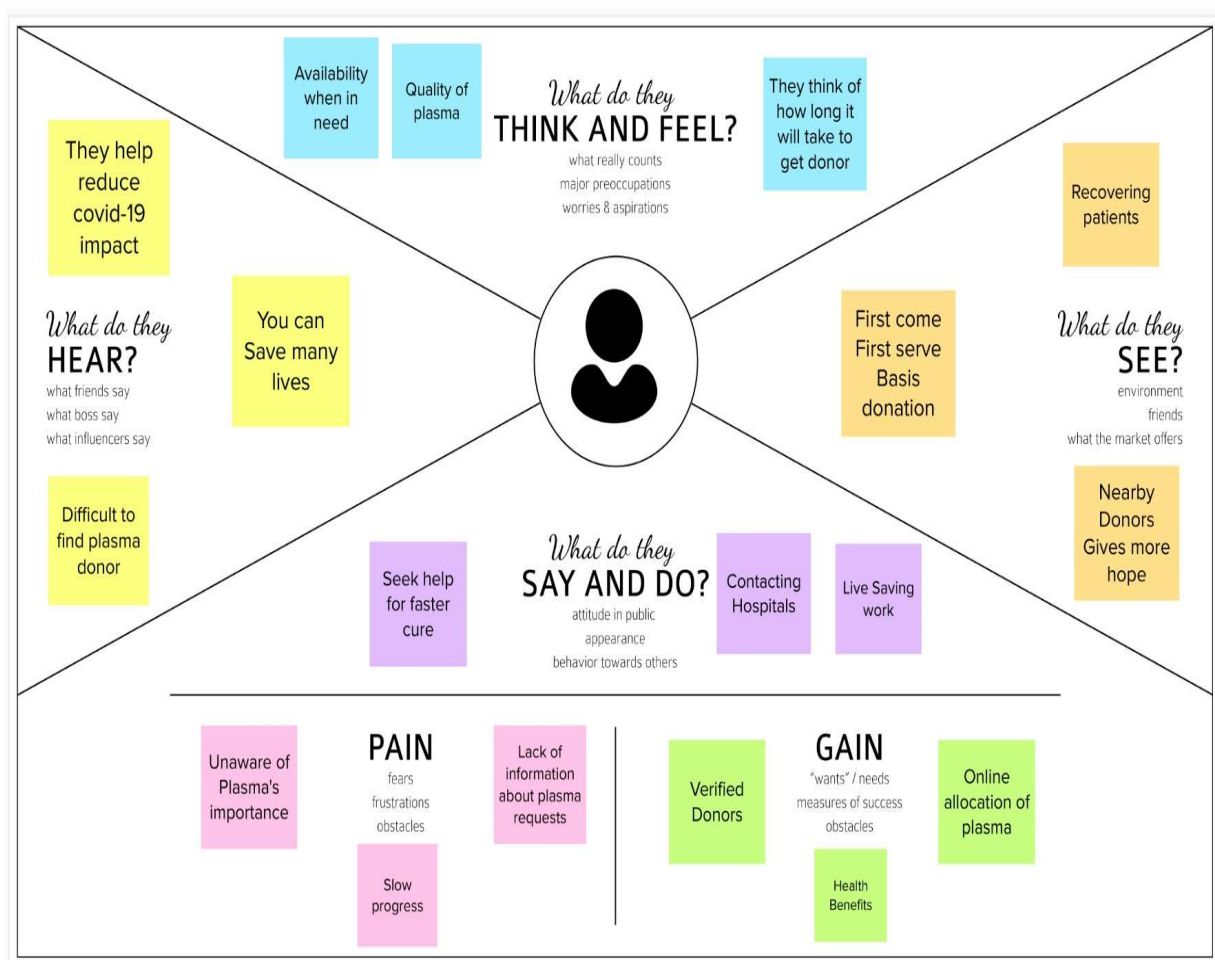 Availability
when in
need
Quality of
plasma
What do they
THINK AND FEEL?
what really counts
major preoccupations
worries & aspirations
They think of
how long it
will take to
get donor
They help
reduce
covid-19
impact
You can
Save many
lives
What do they
HEAR?
what friends say
what boss say
what influencers say
Difficult to
find plasma
donor
Recovering
patients
First come
First serve
Basis
donation
What do they
SEE?
environment
friends
what the market offers
Nearby
Donors
Gives more
hope
Seek help
for faster
cure
What do they
SAY AND DO?
attitude in public
appearance
behavior towards others
Contacting
Hospitals
Live Saving
work
Unaware of
Plasma's
importance
PAIN
fears
frustrations
obstacles
Lack of
information
about plasma
requests
Slow
progress
Verified
Donors
GAIN
"wants" / needs
measures of success
obstacles
Online
allocation of
plasma
Health
Benefits